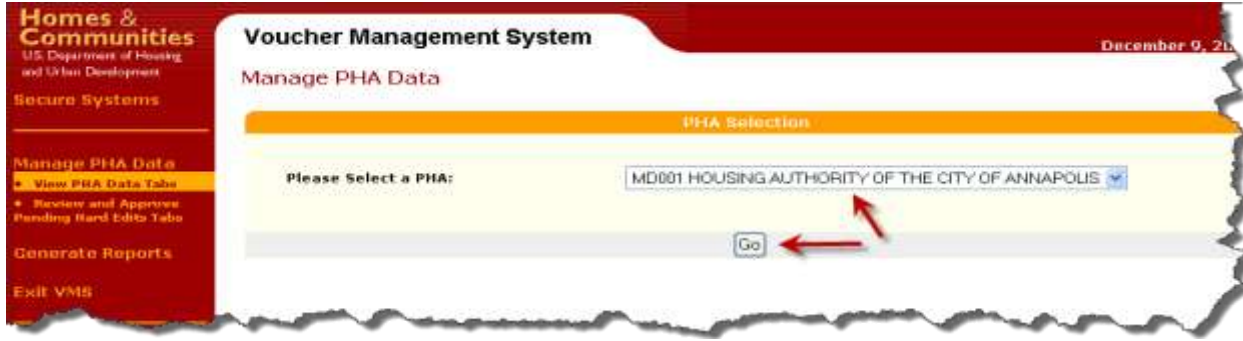 Homes &
Communities
U.S. Department of Housing
and Urban Development
Secure Systems
Manage PHA Data
• View PHA Data Tabs
• Review and Approve
Pending Hard Edits Tabs
Generate Reports
Exit VMS
Voucher Management System
December 9, 20
Manage PHA Data
PHA Selection
Please Select a PHA:
MD001 HOUSING AUTHORITY OF THE CITY OF ANNAPOLIS
Go